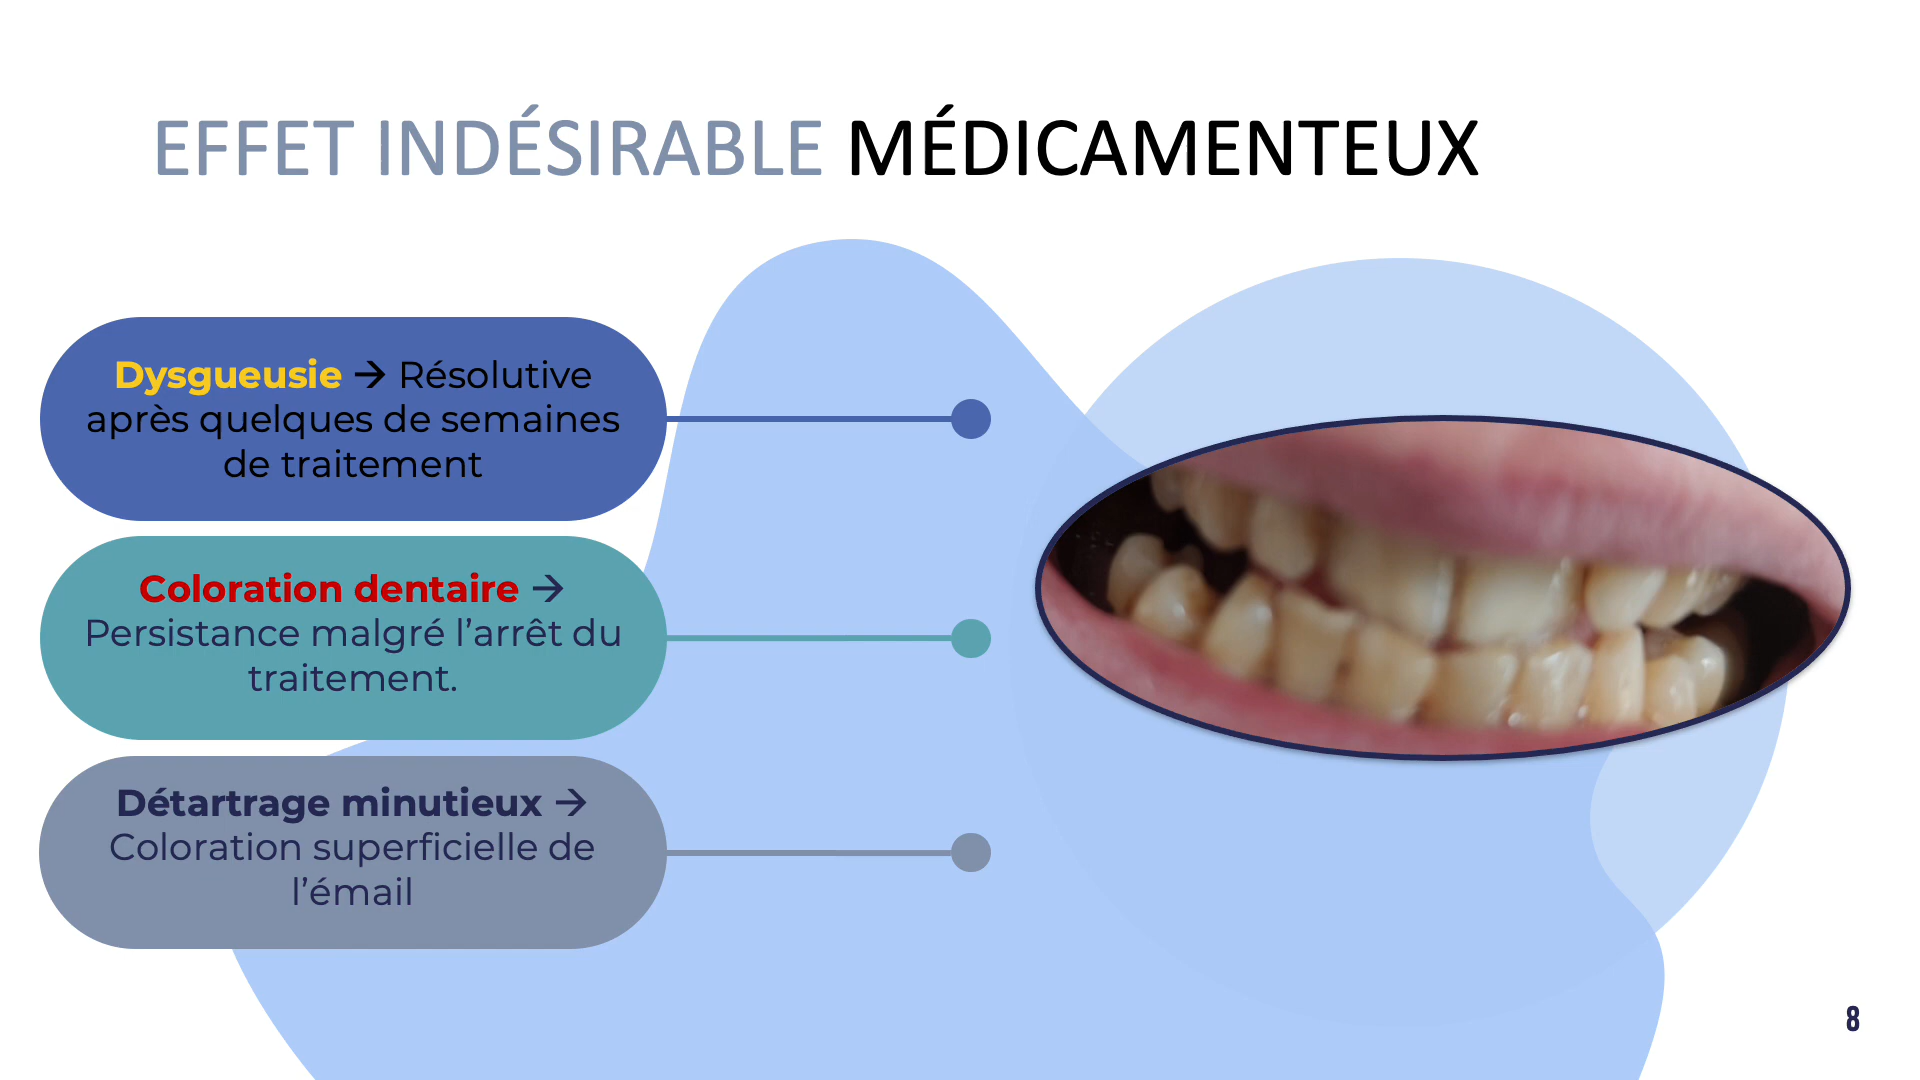 EFFET INDÉSIRABLE MÉDICAMENTEUX
Dysgueusie → Résolutive
après quelques de semaines
de traitement
Coloration dentaire →
Persistance malgré l’arrêt du
traitement.
Détartrage minutieux →
Coloration superficielle de
l’émail
8